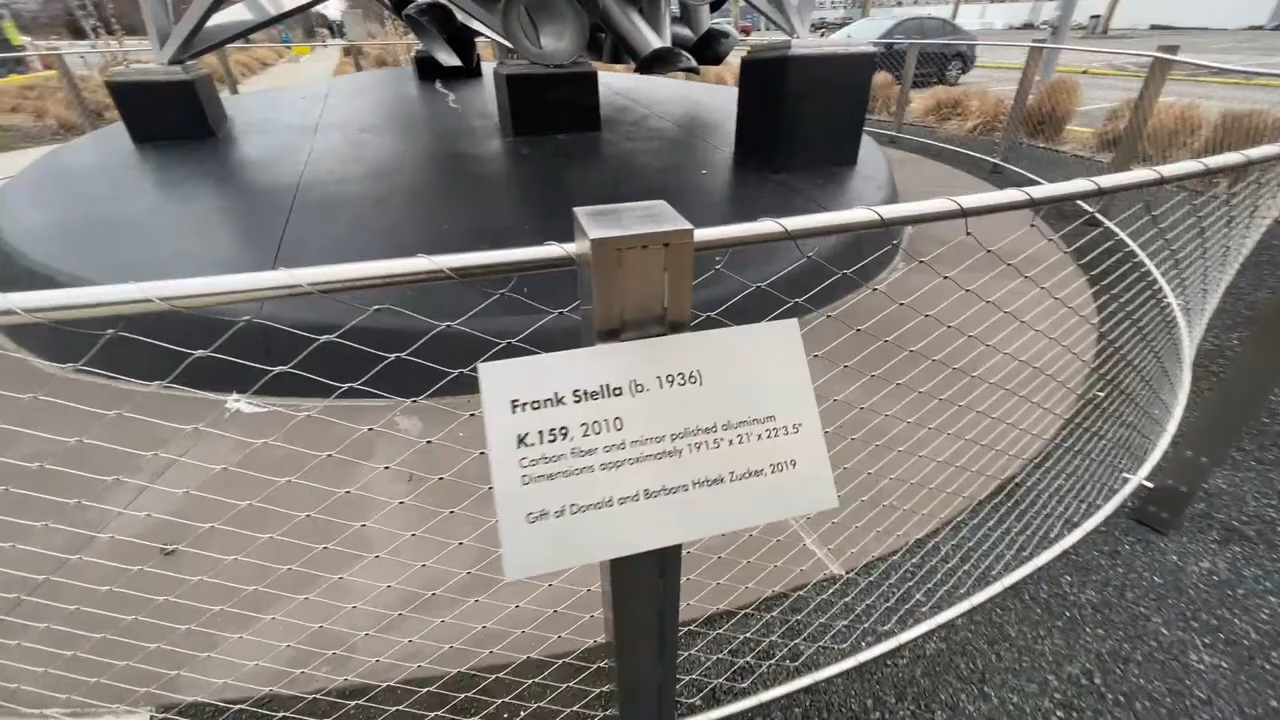 Frank Stella (b. 1936)
K.159, 2010
Carbon fiber and mirror polished aluminum
Dimensions approximately 19'1.5" x 21' x 22'3.5"
Gift of Donald and Barbara Hrbek Zucker, 2019